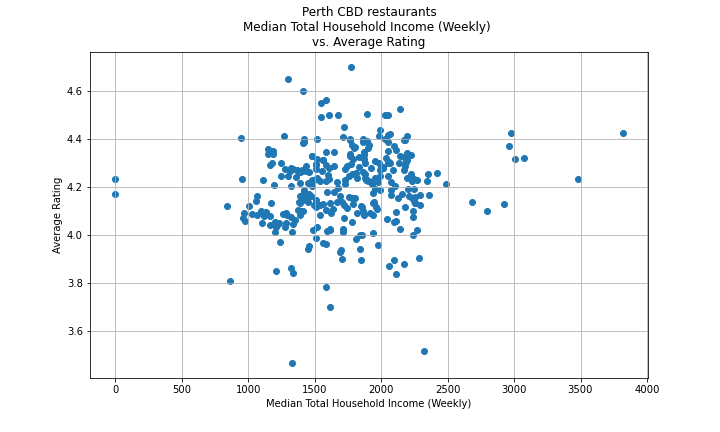 Perth CBD restaurants
Median Total Household Income (Weekly)
vs. Average Rating
4.6
4.4
4.2
4.0
3.8
3.6
Average Rating
0 500 1000 1500 2000 2500 3000 3500 4000
Median Total Household Income (Weekly)